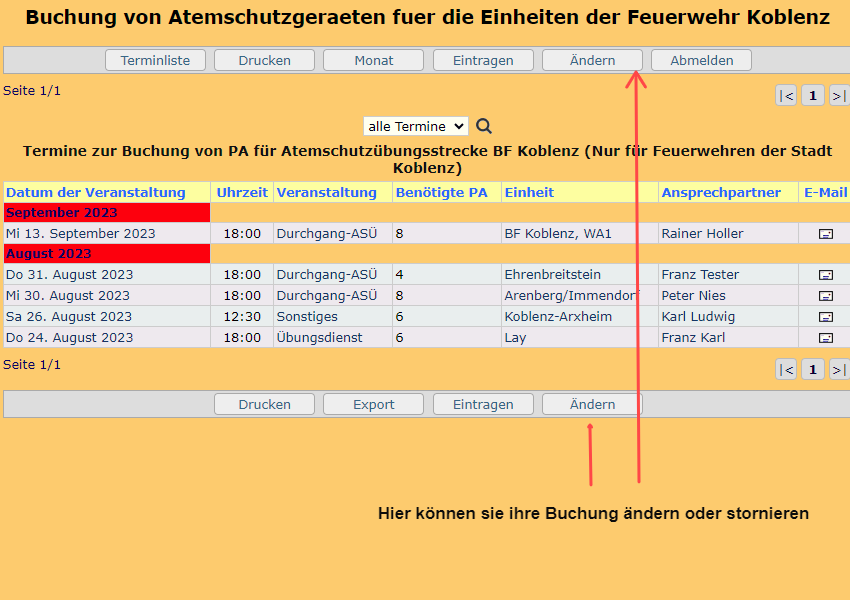 Buchung von Atemschutzgeraeten fuer die Einheiten der Feuerwehr Koblenz
Terminliste Drucken Monat Eintragen Ändern Abmelden
Seite 1/1 |< 1 >|
alle Termine
Termine zur Buchung von PA für Atemschutzübungsstrecke BF Koblenz (Nur für Feuerwehren der Stadt
Koblenz)
Datum der Veranstaltung Uhrzeit Veranstaltung Benötigte PA Einheit Ansprechpartner E-Mail
September 2023
Mi 13. September 2023 18:00 Durchgang-ASÜ 8 BF Koblenz, WA1 Rainer Holler
August 2023
Do 31. August 2023 18:00 Durchgang-ASÜ 4 Ehrenbreitstein Franz Tester
Mi 30. August 2023 18:00 Durchgang-ASÜ 8 Arenberg/Immendorf Peter Nies
Sa 26. August 2023 12:30 Sonstiges 6 Koblenz-Arxheim Karl Ludwig
Do 24. August 2023 18:00 Übungsdienst 6 Lay Franz Karl
Seite 1/1 |< 1 >|
Drucken Export Eintragen Ändern
Hier können sie ihre Buchung ändern oder stornieren